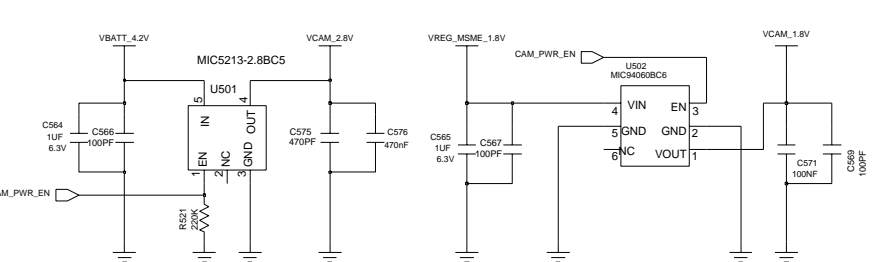 VBATT_4.2V
VCAM_2.8V
VREG_MSME_1.8V
VCAM_1.8V
MIC5213-2.8BC5
U501
CAM_PWR_EN
U502
MIC94060BC6
5
4
IN
OUT
EN
NC
GND
1
2
3
C564
1UF
6.3V
C566
100PF
C575
470PF
C576
470nF
AM_PWR_EN
R521
220K
C565
1UF
6.3V
C567
100PF
4
VIN
EN
3
5
GND
GND
2
6
NC
VOUT
1
C571
100NF
C569
100PF